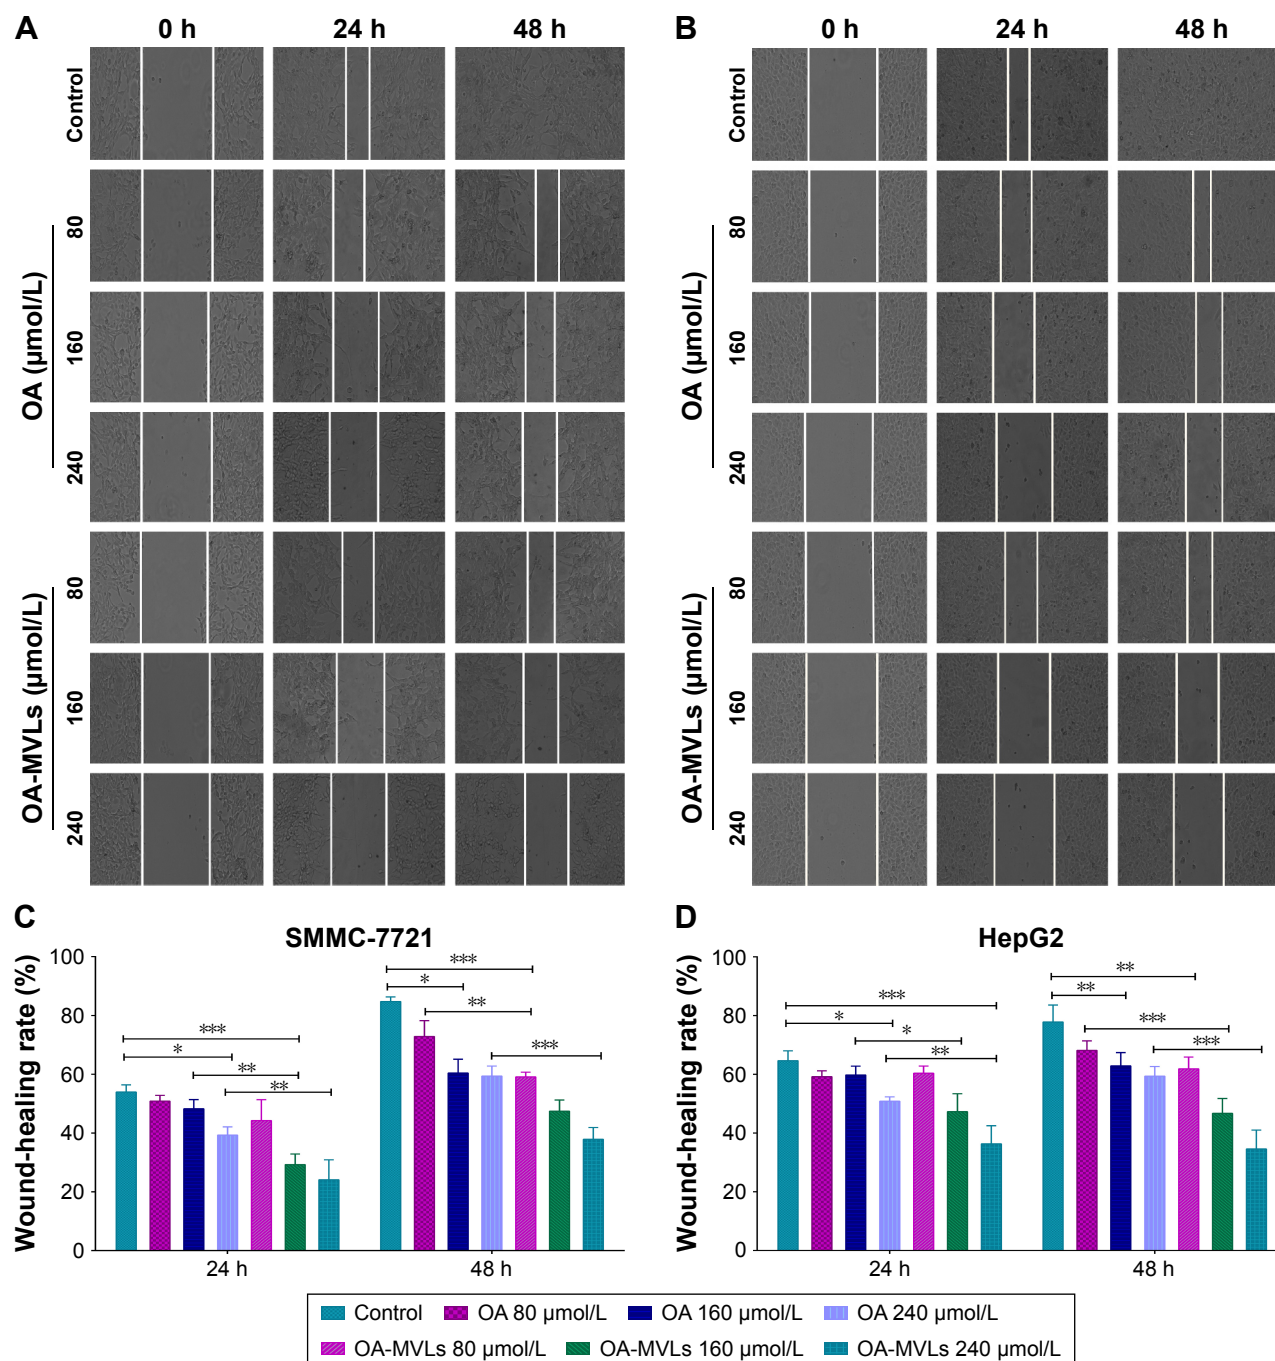 A
0 h 24 h 48 h
Control
OA (µmol/L)
80
160
240
OA-MVLs (µmol/L)
80
160
240
B
0 h 24 h 48 h
Control
OA (µmol/L)
80
160
240
OA-MVLs (µmol/L)
80
160
240
C
SMMC-7721
Wound-healing rate (%)
100
80
60
40
20
0
***
*
**
**
***
*
**
***
24 h 48 h
D
HepG2
Wound-healing rate (%)
100
80
60
40
20
0
***
*
*
**
**
**
***
***
24 h 48 h
Control OA 80 µmol/L OA 160 µmol/L OA 240 µmol/L
OA-MVLs 80 µmol/L OA-MVLs 160 µmol/L OA-MVLs 240 µmol/L